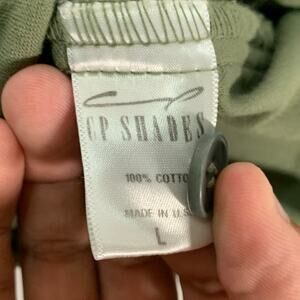 CP SHADES
100% COTTO
MADE IN U.S
L